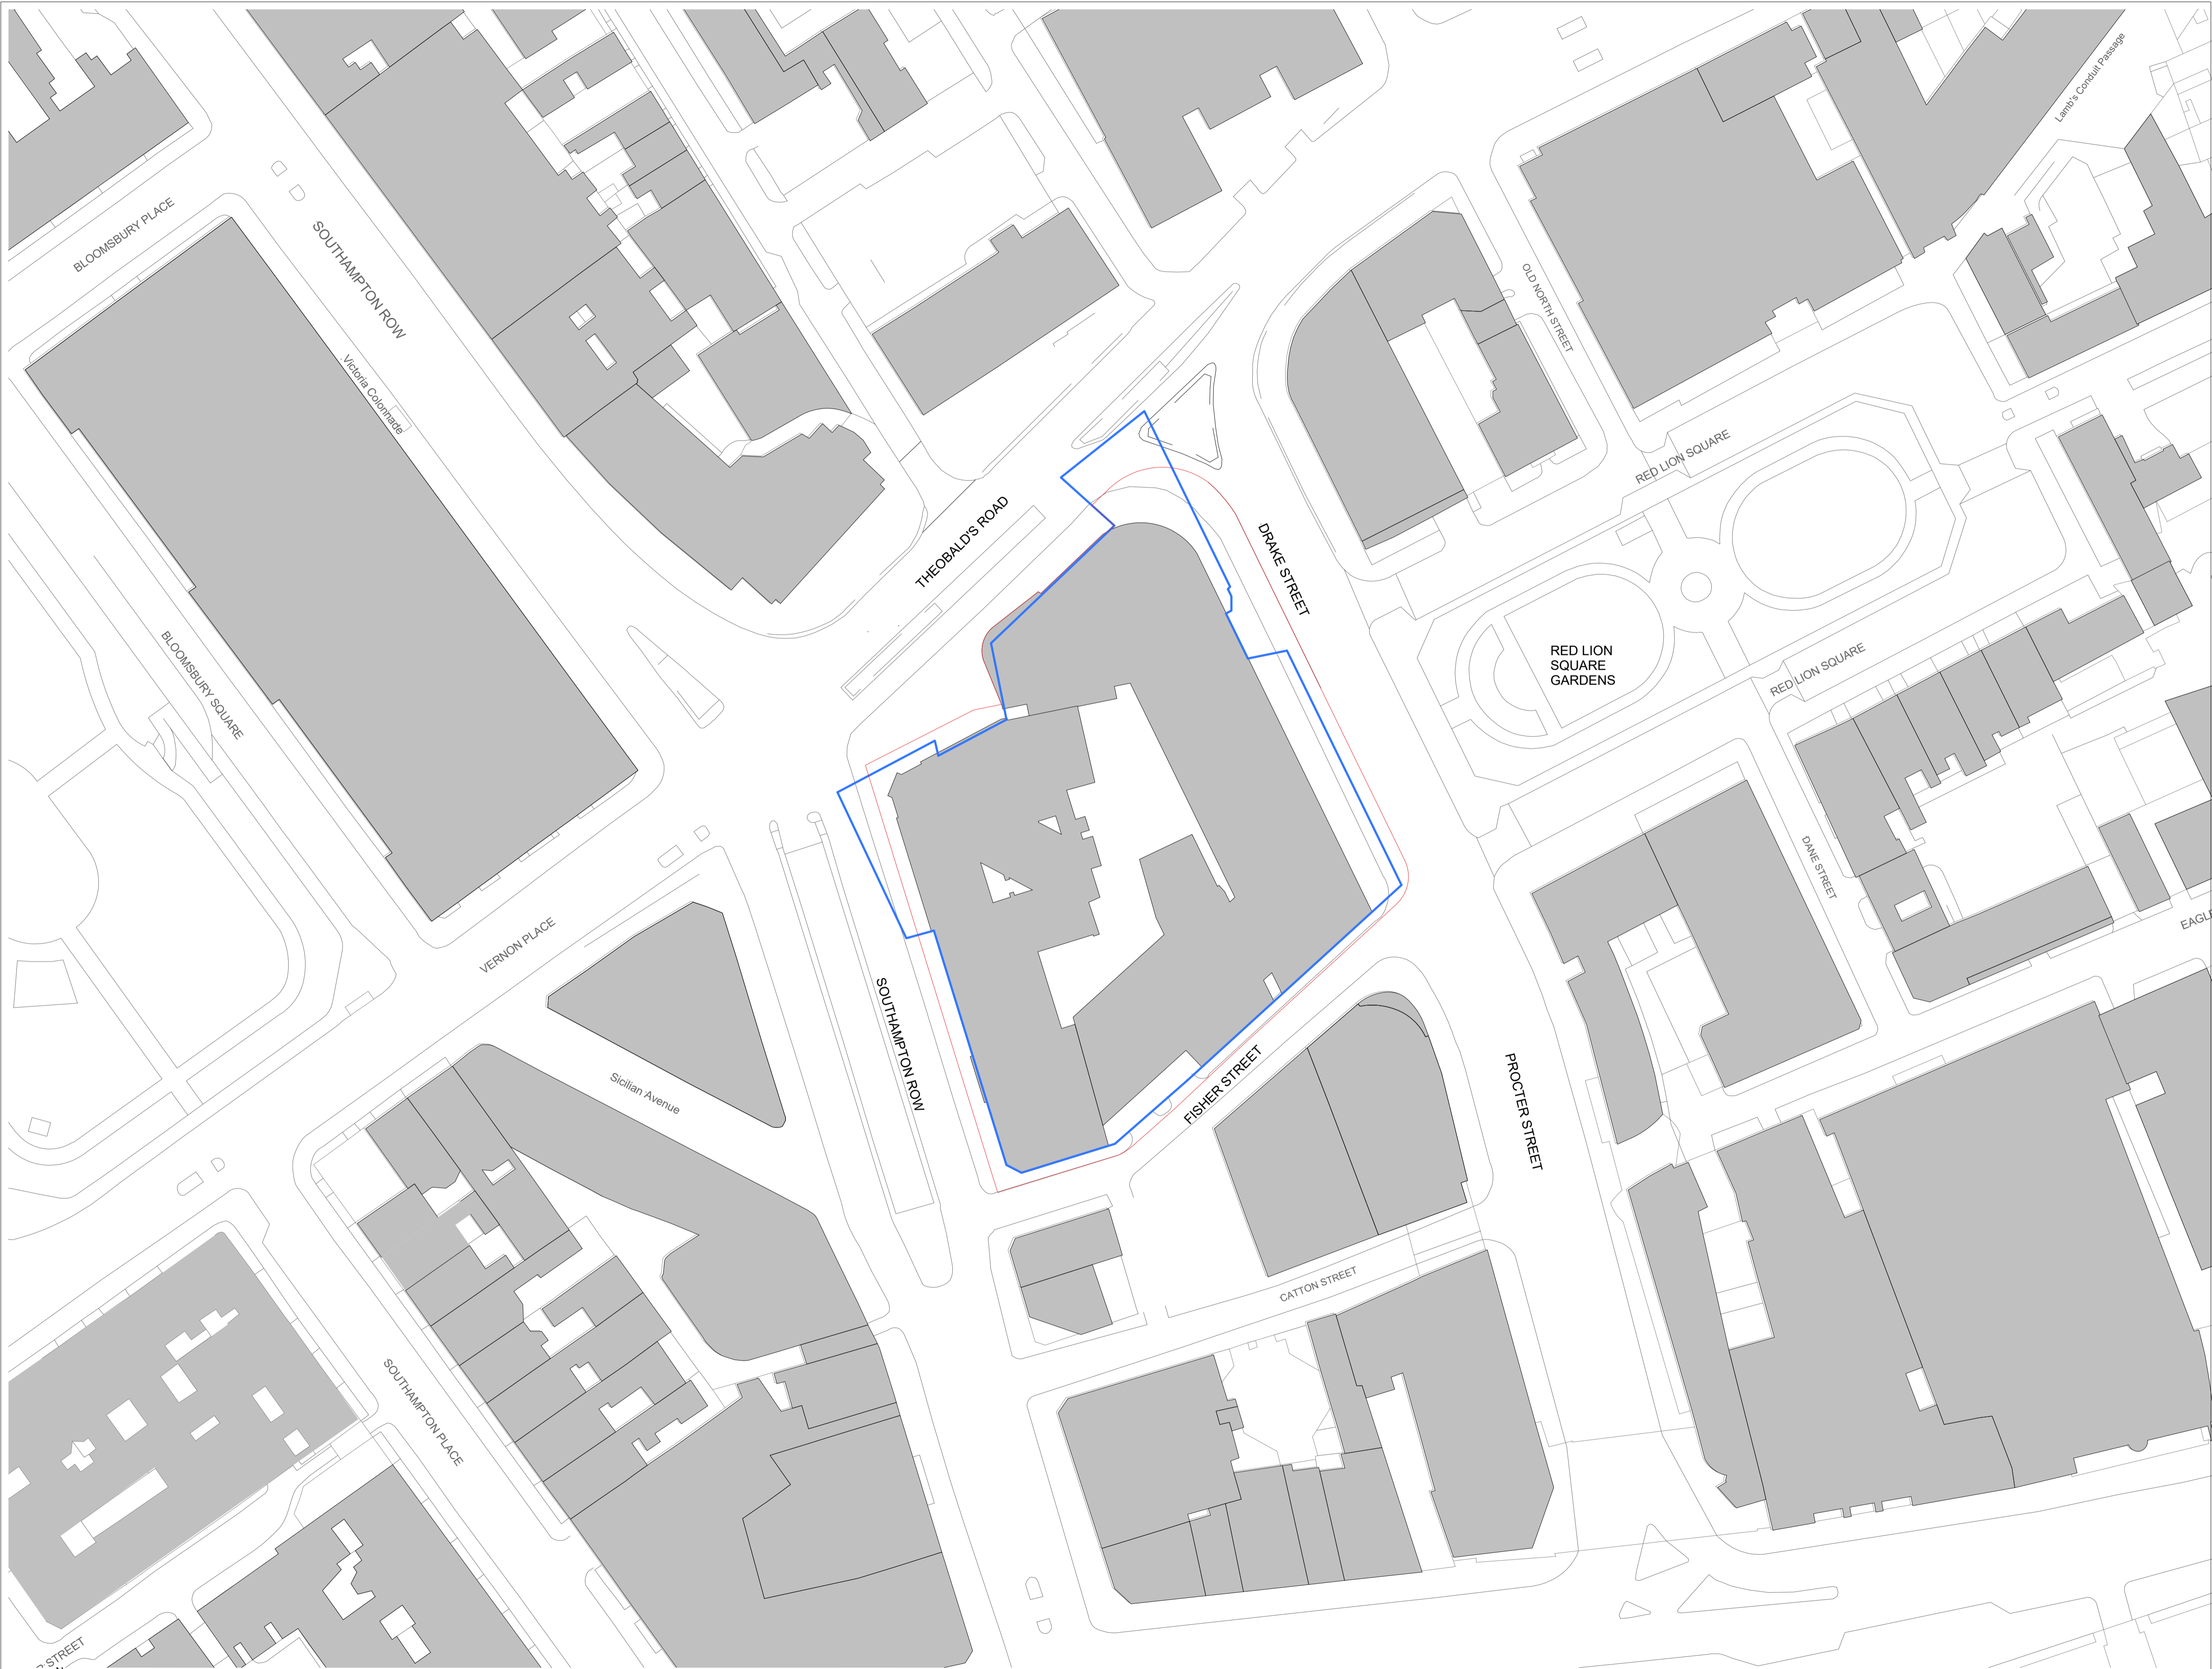 Lamb's Conduit Passage
BLOOMSBURY PLACE
SOUTHAMPTON ROW
OLD NORTH STREET
Victoria Colonnade
RED LION SQUARE
THEOBALD'S ROAD
DRAKE STREET
BLOOMSBURY SQUARE
RED LION
SQUARE
GARDENS
RED LION SQUARE
DANE STREET
EAGL
VERNON PLACE
SOUTHAMPTON ROW
Sicilian Avenue
FISHER STREET
PROCTER STREET
CATTON STREET
SOUTHAMPTON PLACE
STREET